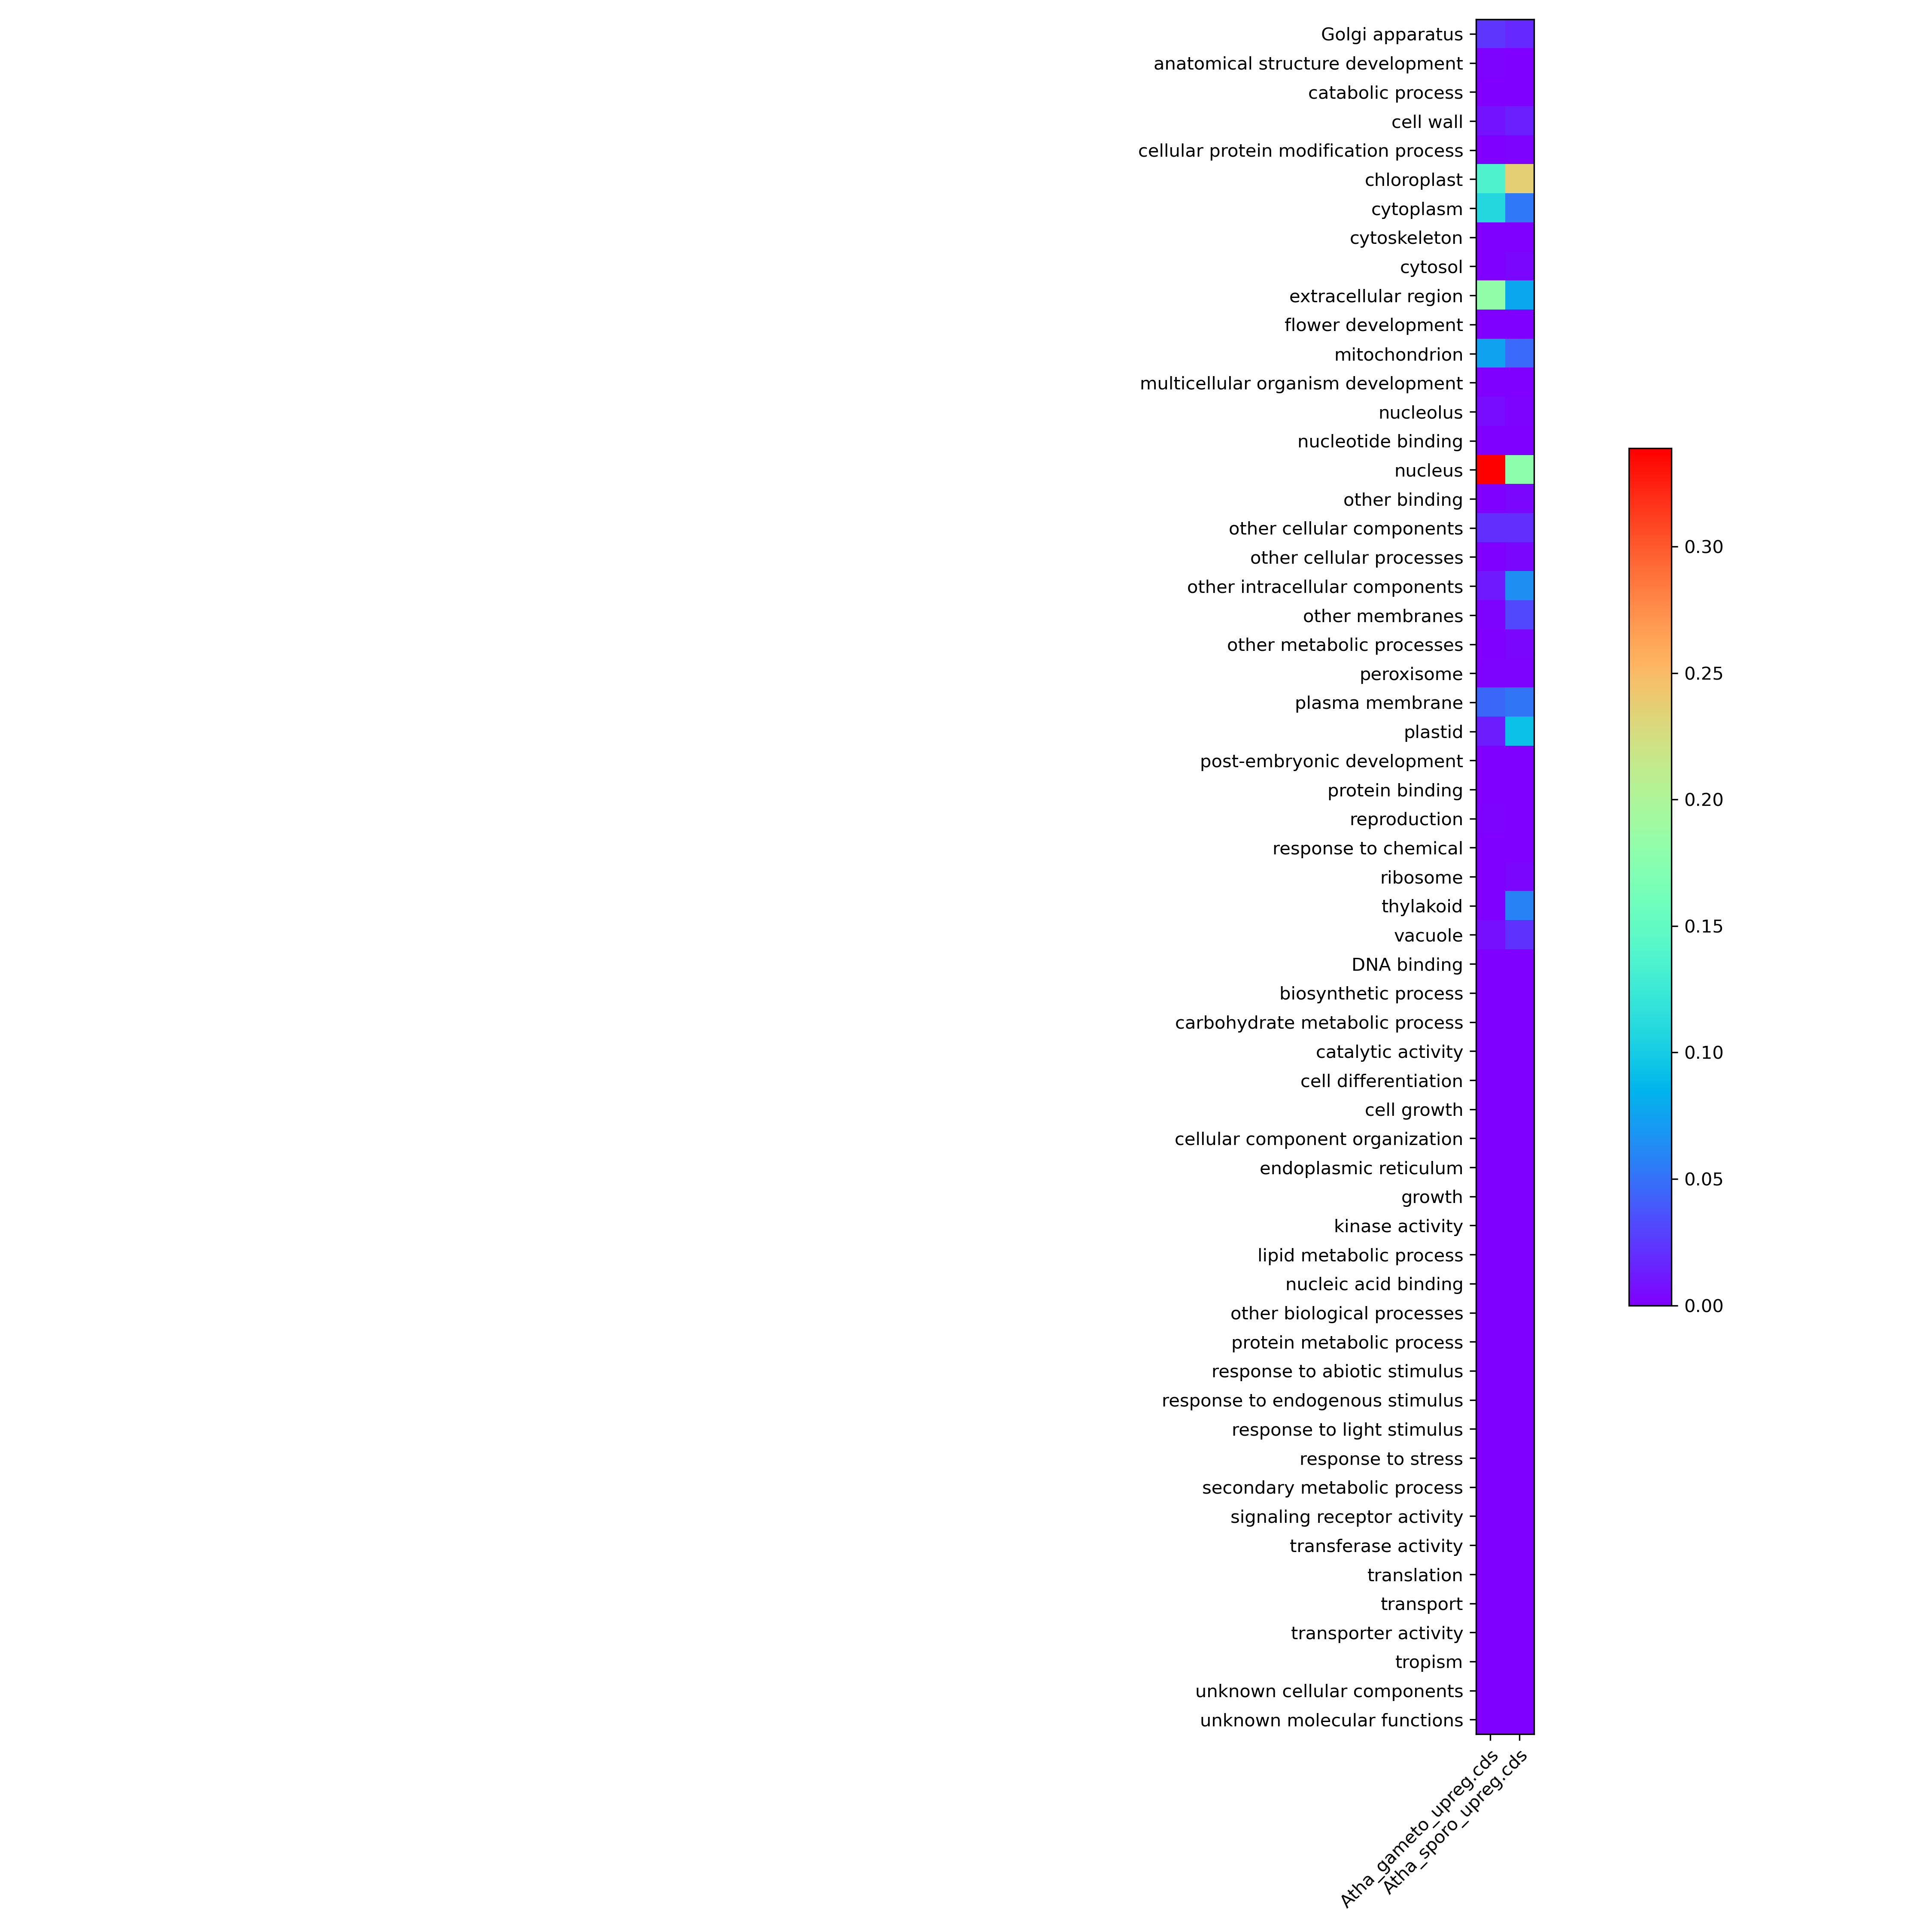 Golgi apparatus
anatomical structure development
catabolic process
cell wall
cellular protein modification process
chloroplast
cytoplasm
cytoskeleton
cytosol
extracellular region
flower development
mitochondrion
multicellular organism development
nucleolus
nucleotide binding
nucleus
other binding
other cellular components
other cellular processes
other intracellular components
other membranes
other metabolic processes
peroxisome
plasma membrane
plastid
post-embryonic development
protein binding
reproduction
response to chemical
ribosome
thylakoid
vacuole
DNA binding
biosynthetic process
carbohydrate metabolic process
catalytic activity
cell differentiation
cell growth
cellular component organization
endoplasmic reticulum
growth
kinase activity
lipid metabolic process
nucleic acid binding
other biological processes
protein metabolic process
response to abiotic stimulus
response to endogenous stimulus
response to light stimulus
response to stress
secondary metabolic process
signaling receptor activity
transferase activity
translation
transport
transporter activity
tropism
unknown cellular components
unknown molecular functions
Atha_gameto_upreg.cds
Atha_sporo_upreg.cds
0.30
0.25
0.20
0.15
0.10
0.05
0.00